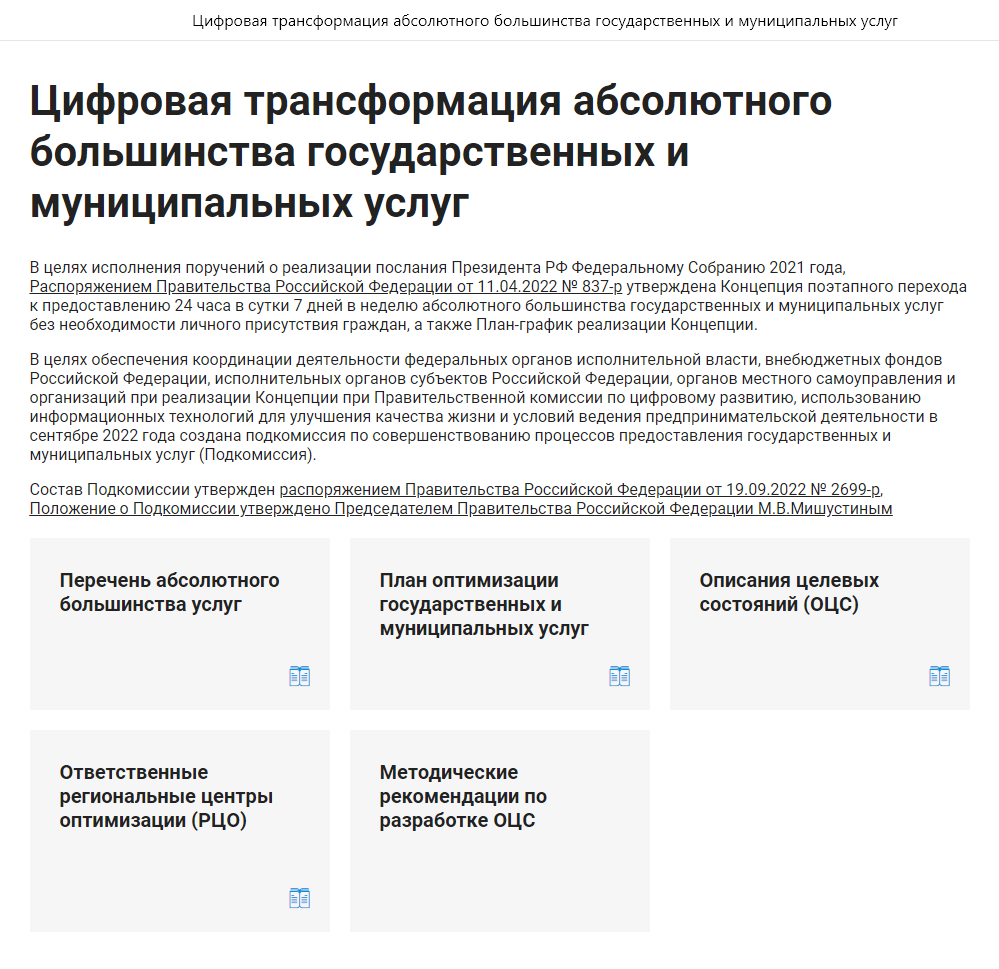 Цифровая трансформация абсолютного большинства государственных и муниципальных услуг
Цифровая трансформация абсолютного
большинства государственных и
муниципальных услуг
В целях исполнения поручений о реализации послания Президента РФ Федеральному Собранию 2021 года,
Распоряжением Правительства Российской Федерации от 11.04.2022 № 837-р утверждена Концепция поэтапного перехода
к предоставлению 24 часа в сутки 7 дней в неделю абсолютного большинства государственных и муниципальных услуг
без необходимости личного присутствия граждан, а также План-график реализации Концепции.
В целях обеспечения координации деятельности федеральных органов исполнительной власти, внебюджетных фондов
Российской Федерации, исполнительных органов субъектов Российской Федерации, органов местного самоуправления и
организаций при реализации Концепции при Правительственной комиссии по цифровому развитию, использованию
информационных технологий для улучшения качества жизни и условий ведения предпринимательской деятельности в
сентябре 2022 года создана подкомиссия по совершенствованию процессов предоставления государственных и
муниципальных услуг (Подкомиссия).
Состав Подкомиссии утвержден распоряжением Правительства Российской Федерации от 19.09.2022 № 2699-р,
Положение о Подкомиссии утверждено Председателем Правительства Российской Федерации М.В.Мишустиным
Перечень абсолютного
большинства услуг
План оптимизации
государственных и
муниципальных услуг
Описания целевых
состояний (ОЦС)
Ответственные
региональные центры
оптимизации (РЦО)
Методические
рекомендации по
разработке ОЦС